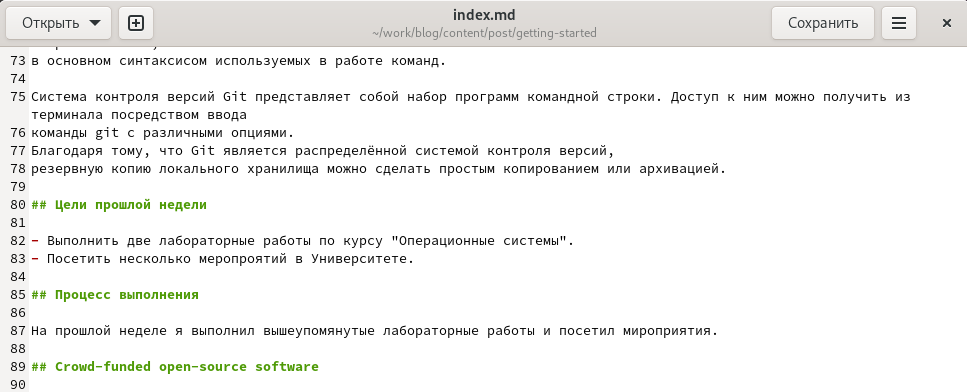 Открыть
index.md
~/work/blog/content/post/getting-started
Сохранить
73 в основном синтаксисом используемых в работе команд.
74
75 Система контроля версий Git представляет собой набор программ командной строки. Доступ к ним можно получить из
терминала посредством ввода
76 команды git с различными опциями.
77 Благодаря тому, что Git является распределённой системой контроля версий,
78 резервную копию локального хранилища можно сделать простым копированием или архивацией.
79
80 ## Цели прошлой недели
81
82 - Выполнить две лабораторные работы по курсу "Операционные системы".
83 - Посетить несколько меропроятий в Университете.
84
85 ## Процесс выполнения
86
87 На прошлой неделе я выполнил вышеупомянутые лабораторные работы и посетил мироприятия.
88
89 ## Crowd-funded open-source software
90